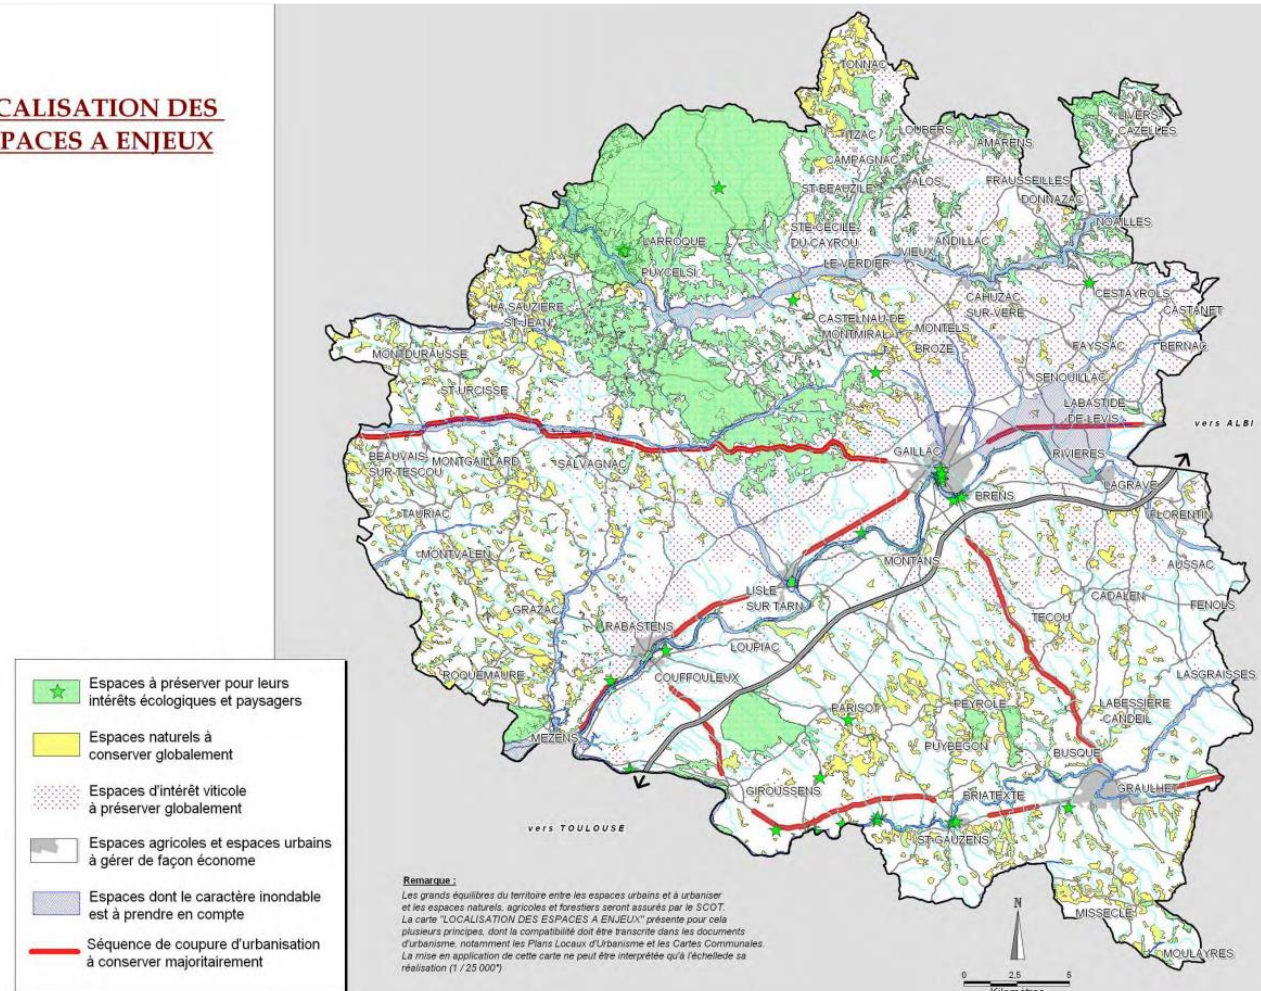 CALISATION DES
PACES A ENJEUX
TONNAC
LIVERS
CAZELLES
ITZAC
LOUBERS
AMARENS
CAMPAGNAC
ST-BEAUZILE
ALOS
FRAUSSEILLES
DONNAZAC
NOAILLES
STE-CECILE
DU-CAYROU
ANDILLAC
VIEUX
LARROQUE
LE-VERDIER
PUYCELSI
CESTAYROLS
CAHUZAC
SUR-VERE
CASTANET
LA-SAUZIERE
ST-JEAN
CASTELNAU-DE
MONTMIRAL
MONTELS
BROZE
FAYSSAC
BERNAC
MONTDURAUSSE
SENOUILLAC
ST-URCISSE
LABASTIDE
DE-LEVIS
vers ALBI
BEAUVAIS
SUR-TESCOU
MONTGAILLARD
SALVAGNAC
GAILLAC
RIVIERES
LAGRAVE
BRENS
TAURIAC
FLORENTIN
MONTVALEN
MONTANS
AUSSAC
LISLE
SUR TARN
CADALEN
FENOLS
GRAZAC
TECOU
RABASTENS
LOUPIAC
ROQUEMAURE
COUFFOULEUX
LASGRAISSES
PARISOT
PEYROLE
LABESSIERE
CANDEIL
MEZENS
PUYBEGON
BUSQUE
GIROUSSENS
BRIATEXTE
GRAULHET
vers TOULOUSE
ST-GAUZENS
MISSECLE
MOULAYRES
Espaces à préserver pour leurs
intérêts écologiques et paysagers
Espaces naturels à
conserver globalement
Espaces d'intérêt viticole
à préserver globalement
Espaces agricoles et espaces urbains
à gérer de façon économe
Espaces dont le caractère inondable
est à prendre en compte
Séquence de coupure d'urbanisation
à conserver majoritairement
Remarque :
Les grands équilibres du territoire entre les espaces urbains et à urbaniser
et les espaces naturels, agricoles et forestiers seront assurés par le SCOT.
La carte "LOCALISATION DES ESPACES A ENJEUX" présente pour cela
plusieurs principes, dont la compatibilité doit être transcrite dans les documents
d'urbanisme, notamment les Plans Locaux d'Urbanisme et les Cartes Communales.
La mise en application de cette carte ne peut être interprétée qu'à l'échellede sa
réalisation (1 / 25 000°)
N
0 2,5 5
Kilomètres